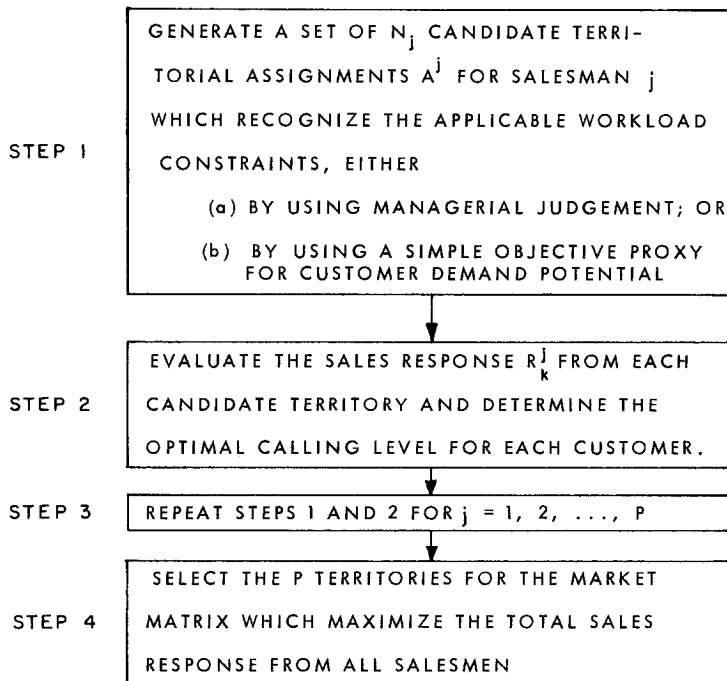 STEP 1
GENERATE A SET OF N_j CANDIDATE TERRI-
TORIAL ASSIGNMENTS A^j FOR SALESMAN j
WHICH RECOGNIZE THE APPLICABLE WORKLOAD
CONSTRAINTS, EITHER
(a) BY USING MANAGERIAL JUDGEMENT; OR
(b) BY USING A SIMPLE OBJECTIVE PROXY
FOR CUSTOMER DEMAND POTENTIAL
STEP 2
EVALUATE THE SALES RESPONSE R_k^j FROM EACH
CANDIDATE TERRITORY AND DETERMINE THE
OPTIMAL CALLING LEVEL FOR EACH CUSTOMER.
STEP 3
REPEAT STEPS 1 AND 2 FOR j = 1, 2, ..., P
STEP 4
SELECT THE P TERRITORIES FOR THE MARKET
MATRIX WHICH MAXIMIZE THE TOTAL SALES
RESPONSE FROM ALL SALESMEN